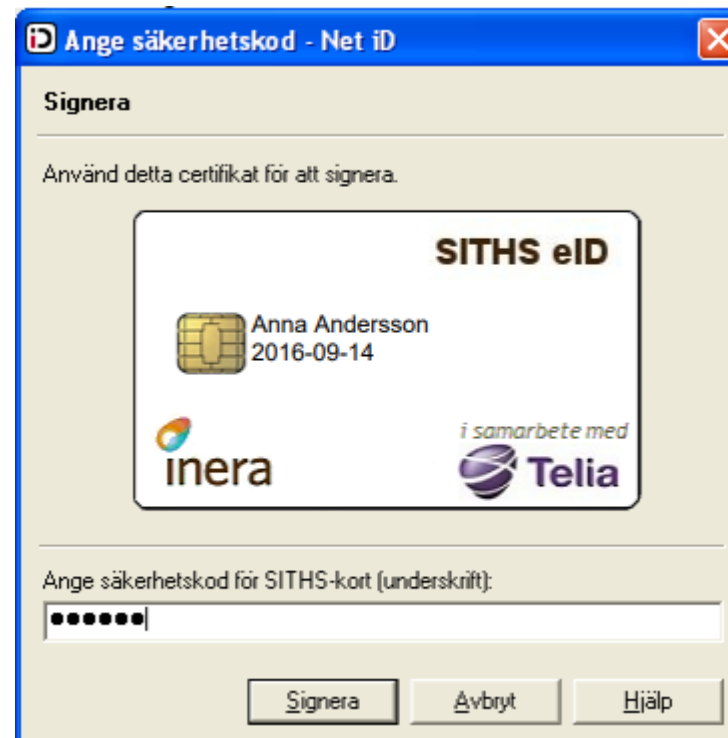 Ange säkerhetskod - Net iD
Signera
Använd detta certifikat för att signera.
SITHS eID
Anna Andersson
2016-09-14
inera
i samarbete med
Telia
Ange säkerhetskod för SITHS-kort (underskrift):
●●●●●●
Signera Avbryt Hjälp